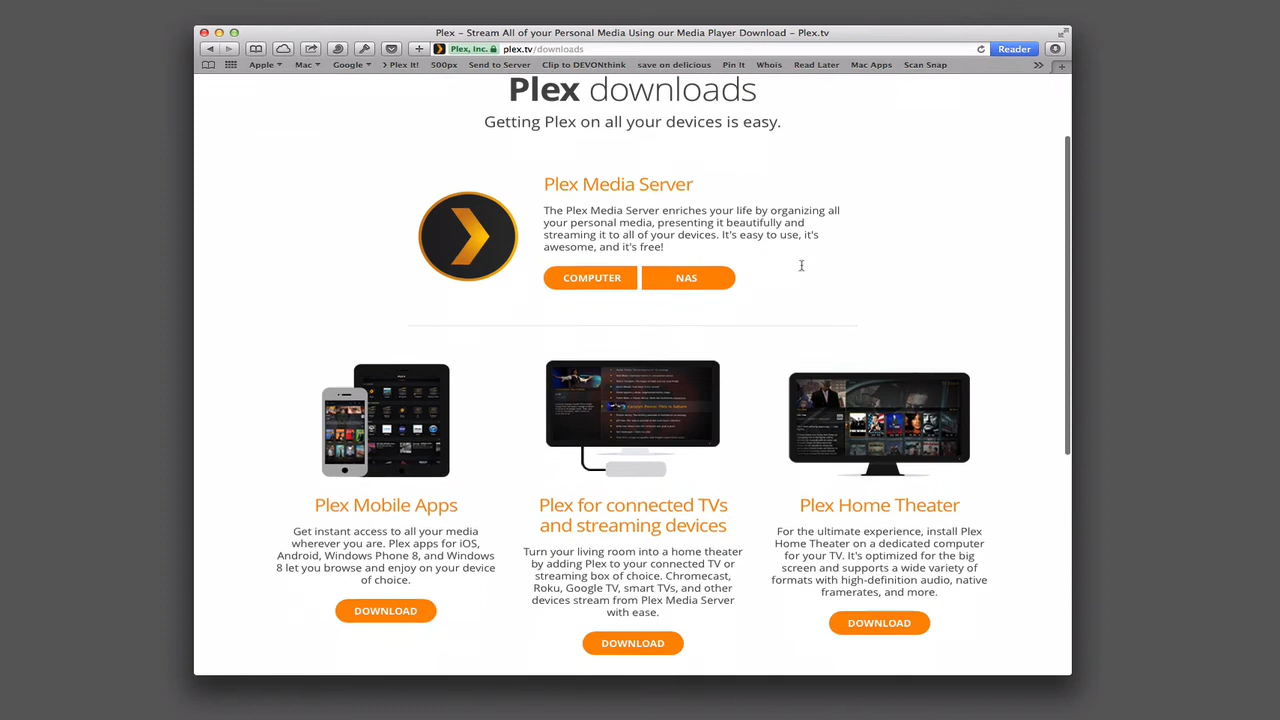 Plex – Stream All of your Personal Media Using our Media Player Download – Plex.tv
Plex, Inc. plex.tv/downloads Reader
Apple Mac Google Plex It! 500px Send to Server Clip to DEVONthink save on delicious Pin It Whois Read Later Mac Apps Scan Snap
Plex downloads
Getting Plex on all your devices is easy.
Plex Media Server
The Plex Media Server enriches your life by organizing all
your personal media, presenting it beautifully and
streaming it to all of your devices. It's easy to use, it's
awesome, and it's free!
COMPUTER NAS
Plex Mobile Apps
Get instant access to all your media
wherever you are. Plex apps for iOS,
Android, Windows Phone 8, and Windows
8 let you browse and enjoy on your device
of choice.
DOWNLOAD
Plex for connected TVs
and streaming devices
Turn your living room into a home theater
by adding Plex to your connected TV or
streaming box of choice. Chromecast,
Roku, Google TV, smart TVs, and other
devices stream from Plex Media Server
with ease.
DOWNLOAD
Plex Home Theater
For the ultimate experience, install Plex
Home Theater on a dedicated computer
for your TV. It's optimized for the big
screen and supports a wide variety of
formats with high-definition audio, native
framerates, and more.
DOWNLOAD